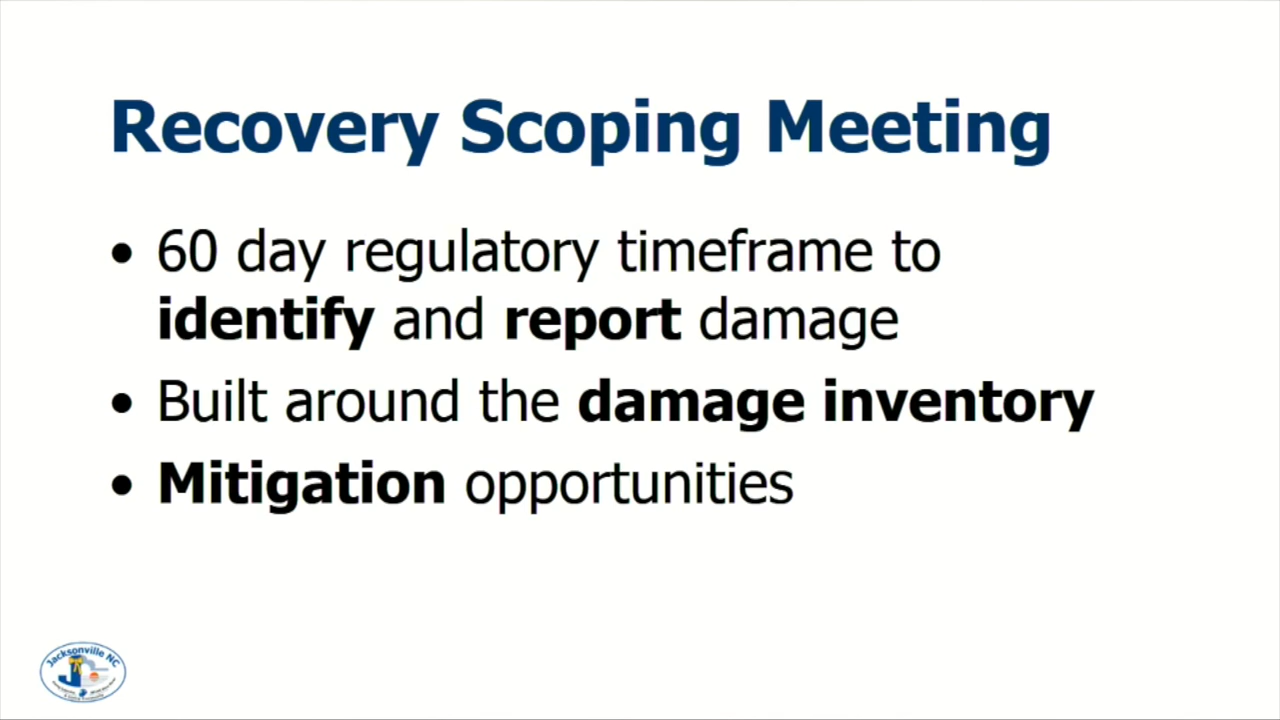 Recovery Scoping Meeting
• 60 day regulatory timeframe to
identify and report damage
• Built around the damage inventory
• Mitigation opportunities
Jacksonville NC